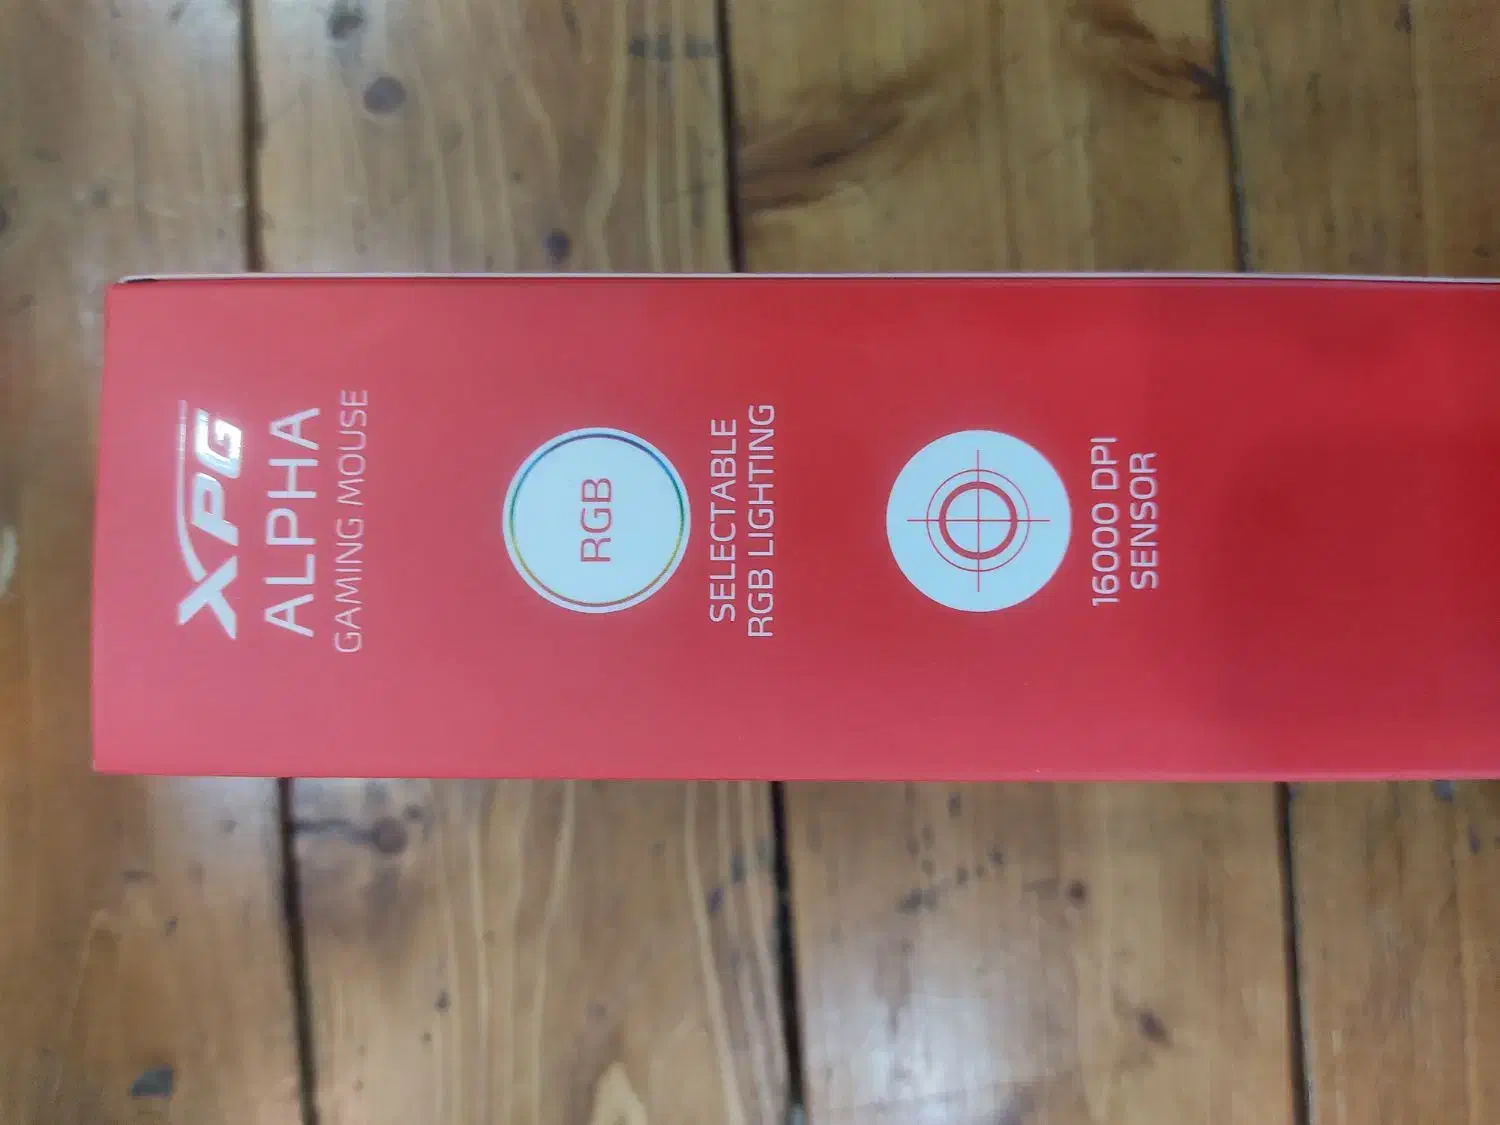 XPG
ALPHA
GAMING MOUSE
RGB
SELECTABLE
RGB LIGHTING
16000 DPI
SENSOR